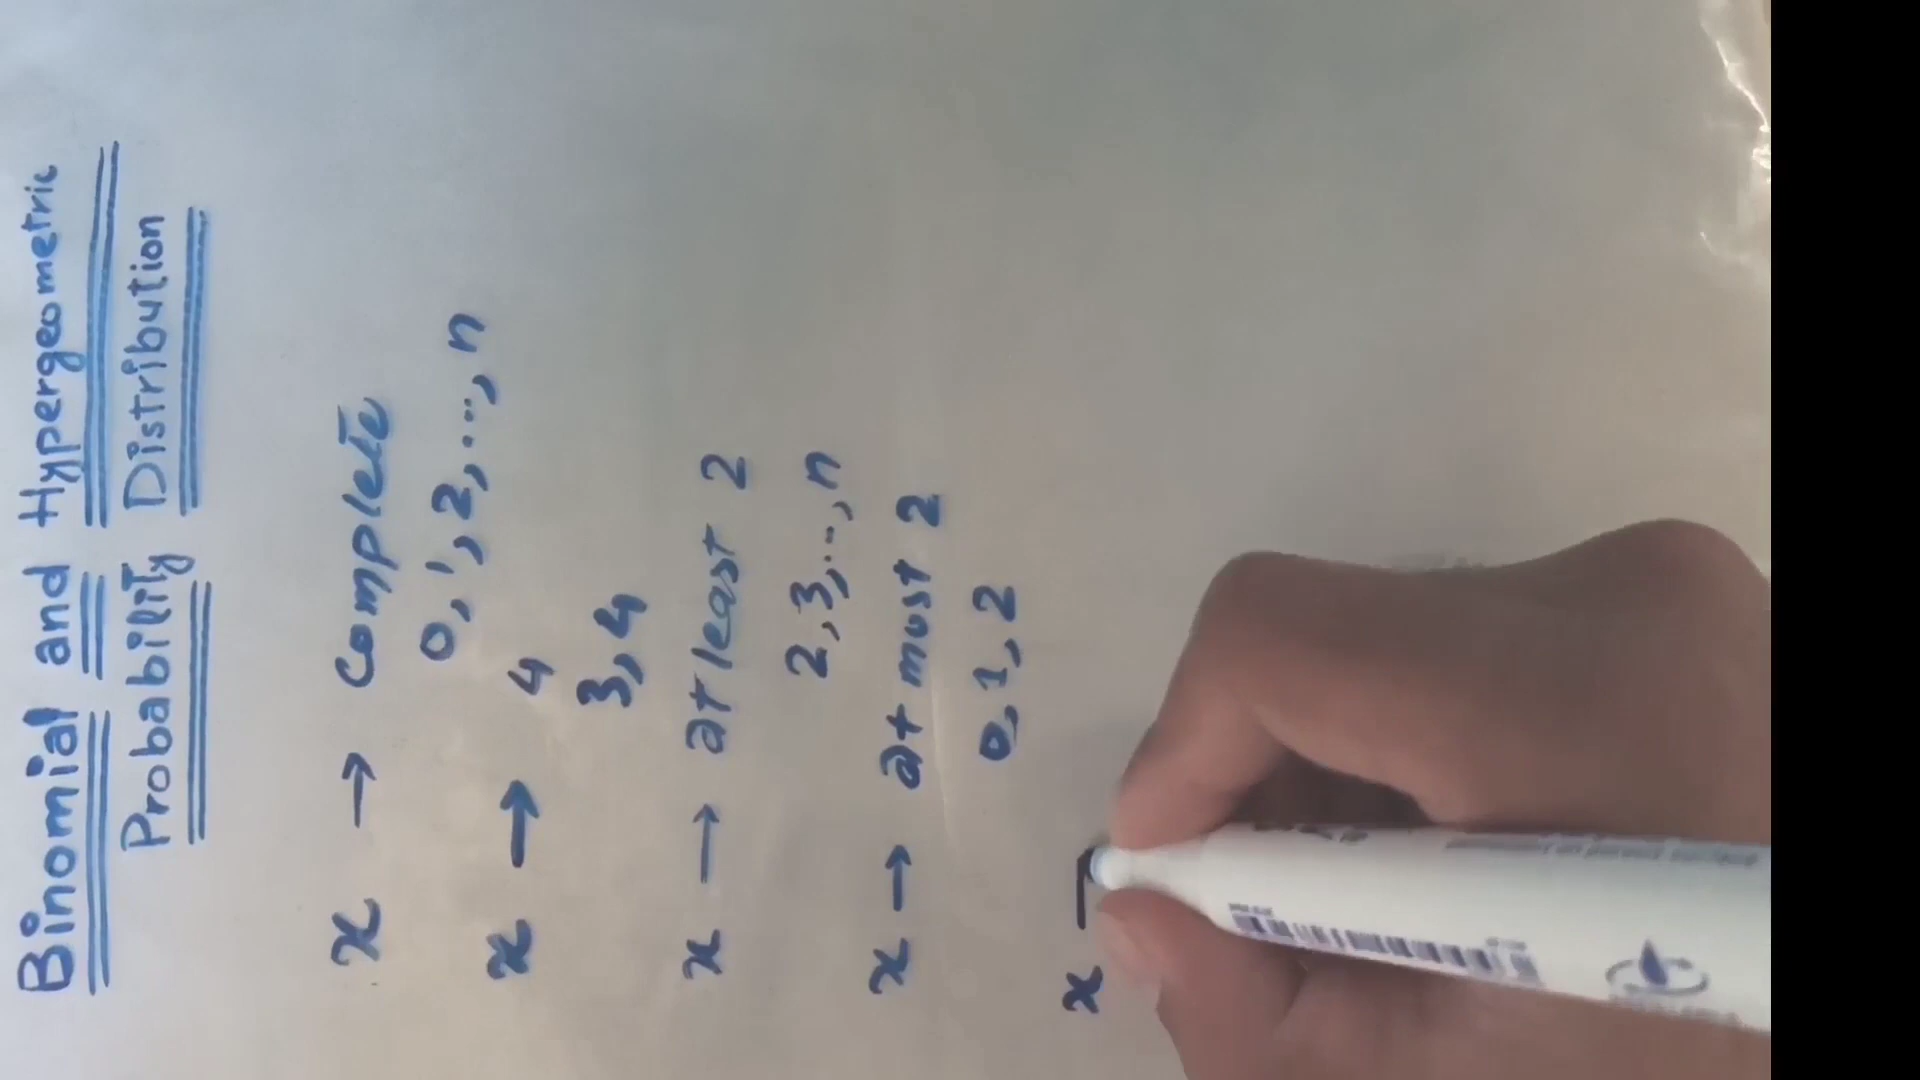 Binomial and Hypergeometric
Probability Distribution
x → Complete
0, 1, 2, ..., n
x → 4
3, 4
x → at least 2
2, 3, ..., n
x → at most 2
0, 1, 2
x